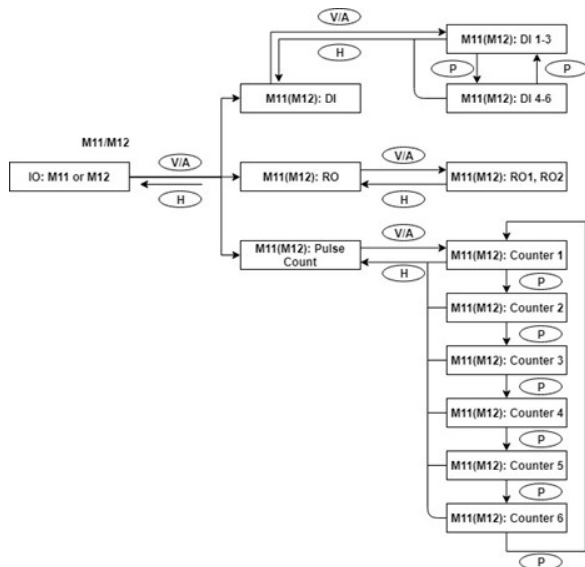 V/A
M11(M12): DI 1-3
H
P
P
M11(M12): DI
M11(M12): DI 4-6
M11/M12
V/A
V/A
IO: M11 or M12
M11(M12): RO
M11(M12): RO1, RO2
H
H
V/A
M11(M12): Pulse
Count
M11(M12): Counter 1
H
P
M11(M12): Counter 2
P
M11(M12): Counter 3
P
M11(M12): Counter 4
P
M11(M12): Counter 5
P
M11(M12): Counter 6
P